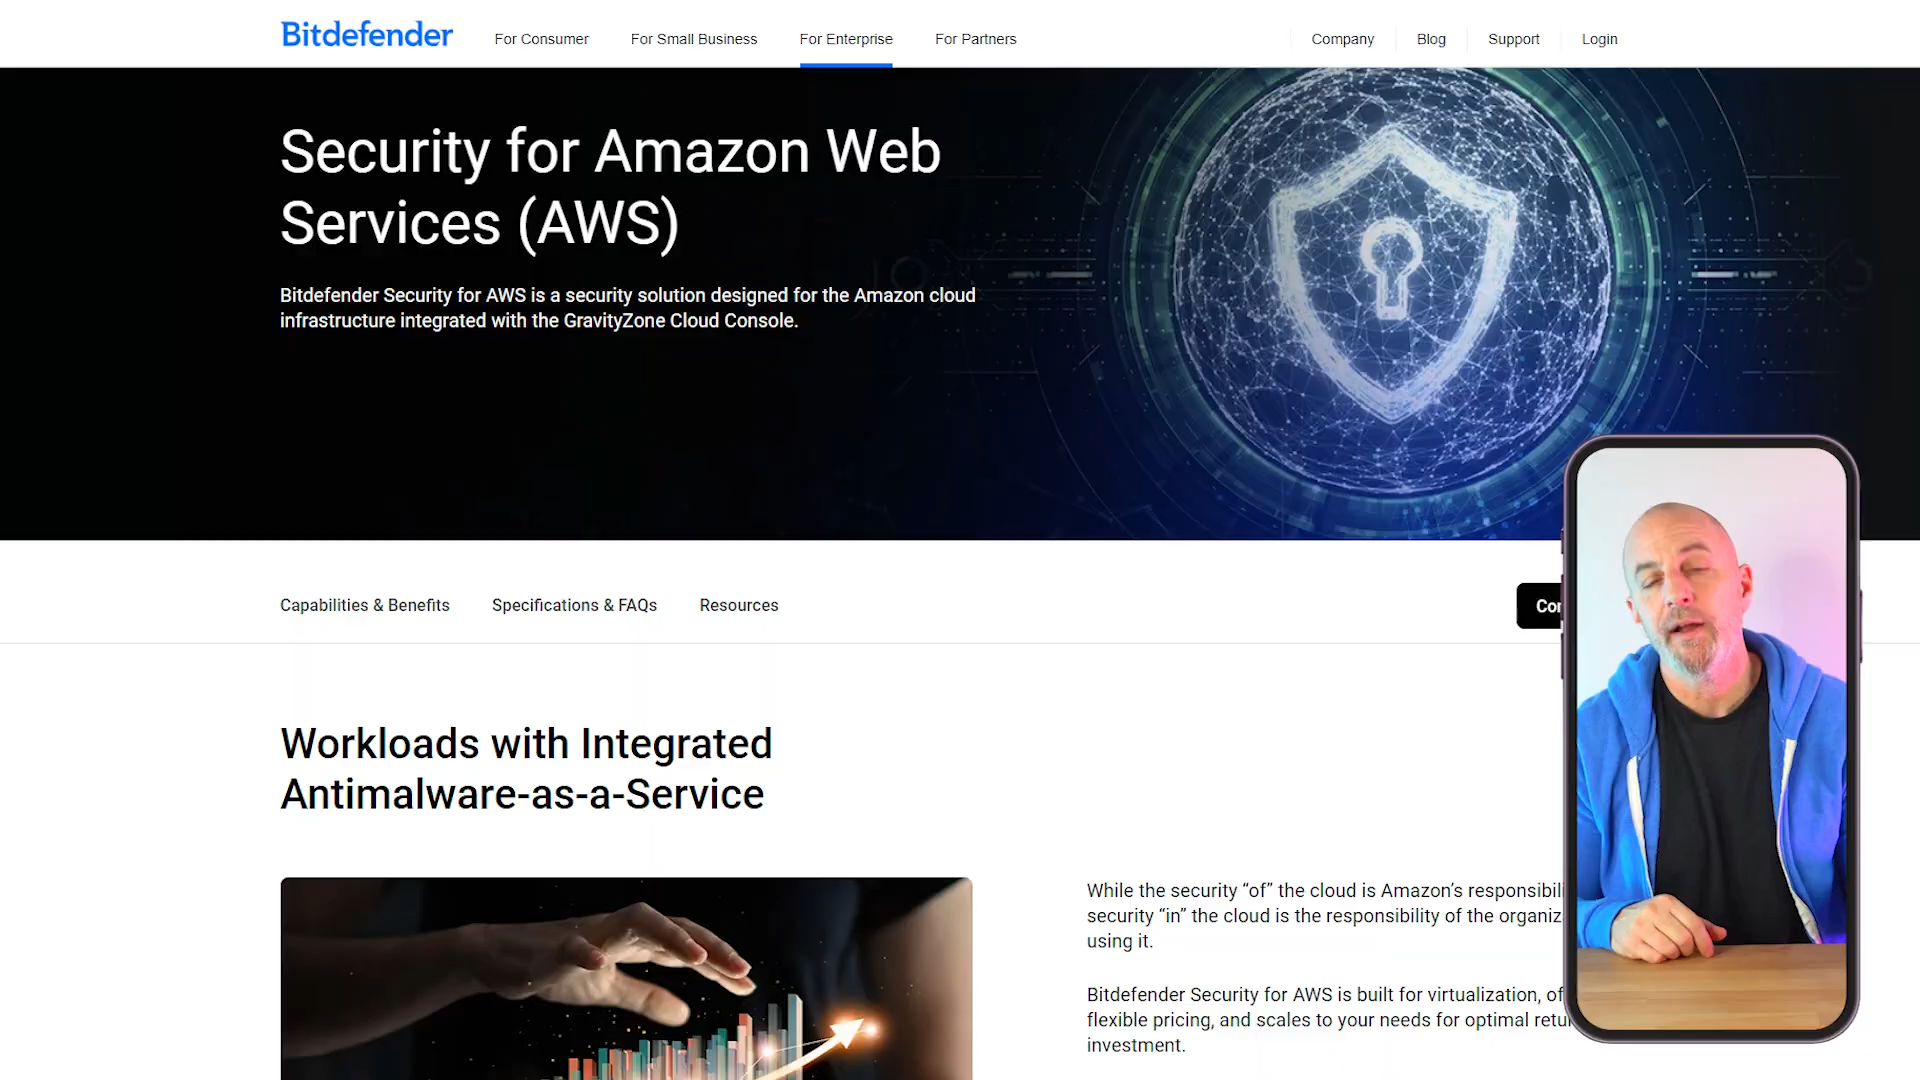 Bitdefender
For Consumer
For Small Business
For Enterprise
For Partners
Company
Blog
Support
Login
Security for Amazon Web
Services (AWS)
Bitdefender Security for AWS is a security solution designed for the Amazon cloud
infrastructure integrated with the GravityZone Cloud Console.
Capabilities & Benefits
Specifications & FAQs
Resources
Workloads with Integrated
Antimalware-as-a-Service
While the security “of” the cloud is Amazon’s
security “in” the cloud is the responsibility of the
using it.
Bitdefender Security for AWS is built for virtualization,
flexible pricing, and scales to your needs for optimal
investment.